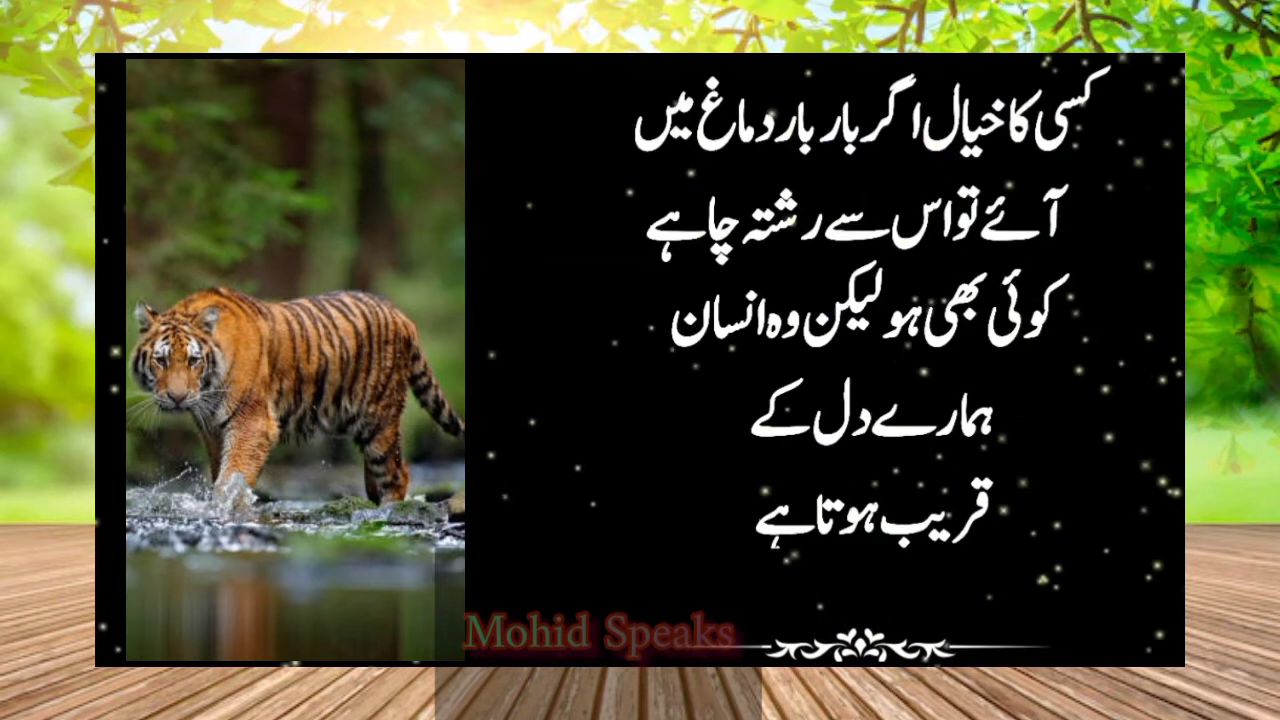 کسی کا خیال اگر بار بار دماغ میں
آئے تو اس سے رشتہ چاہے
کوئی بھی ہو لیکن وہ انسان
ہمارے دل کے
قریب ہوتا ہے
Mohid Speaks